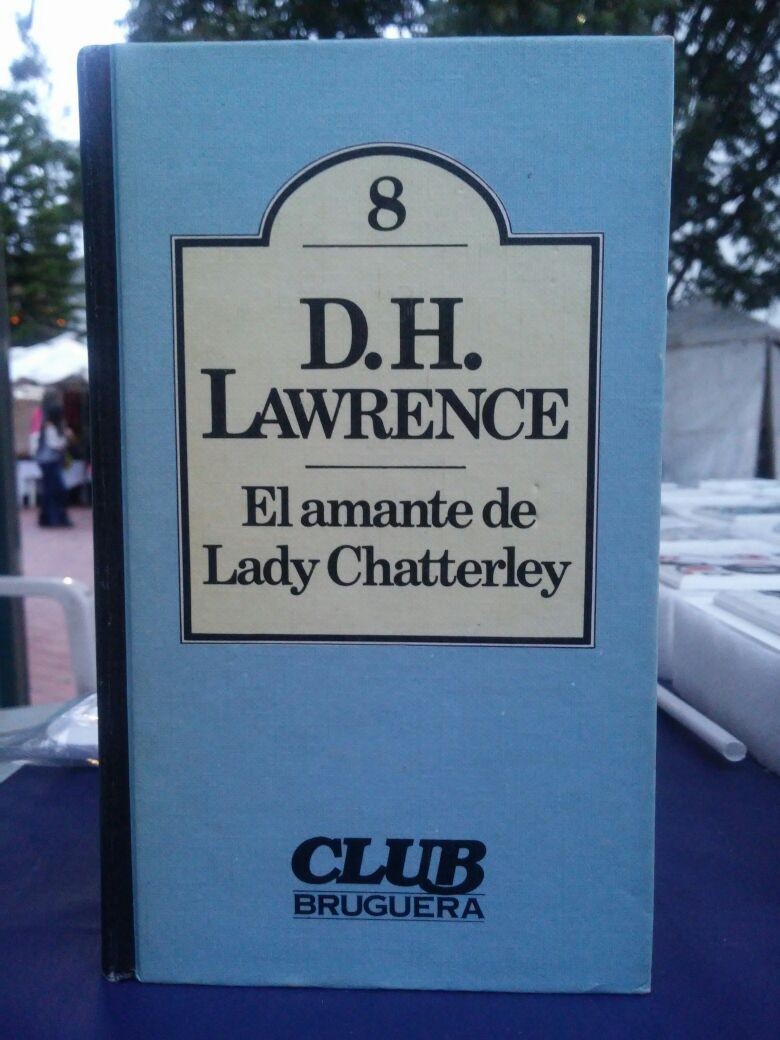 8
D.H.
LAWRENCE
El amante de
Lady Chatterley
CLUB
BRUGUERA